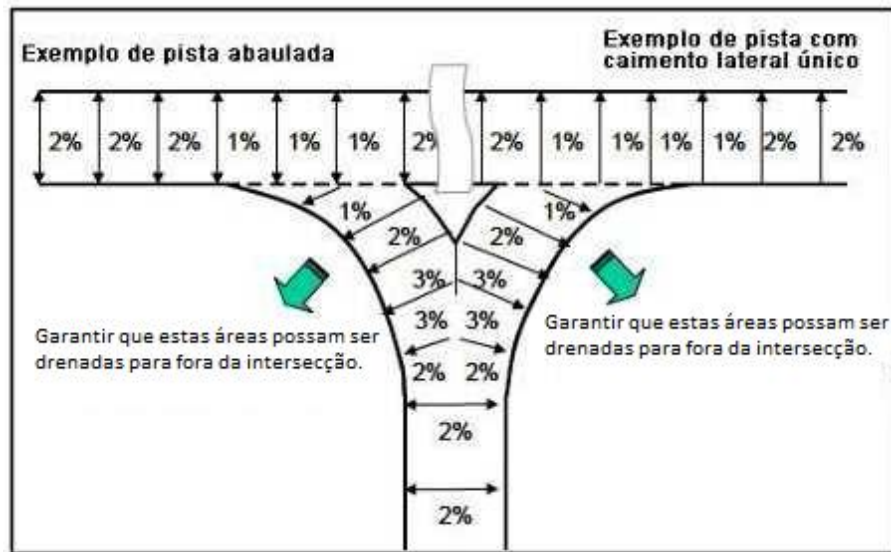 Exemplo de pista abaulada
Exemplo de pista com
caimento lateral único
2% 2% 2% 1% 1% 1% 2% 2% 1% 1% 1% 1% 2% 2%
1% 1%
2% 2%
3% 3%
Garantir que estas áreas possam ser
drenadas para fora da intersecção.
Garantir que estas áreas possam ser
drenadas para fora da intersecção.
3% 3%
2% 2%
2%
2%